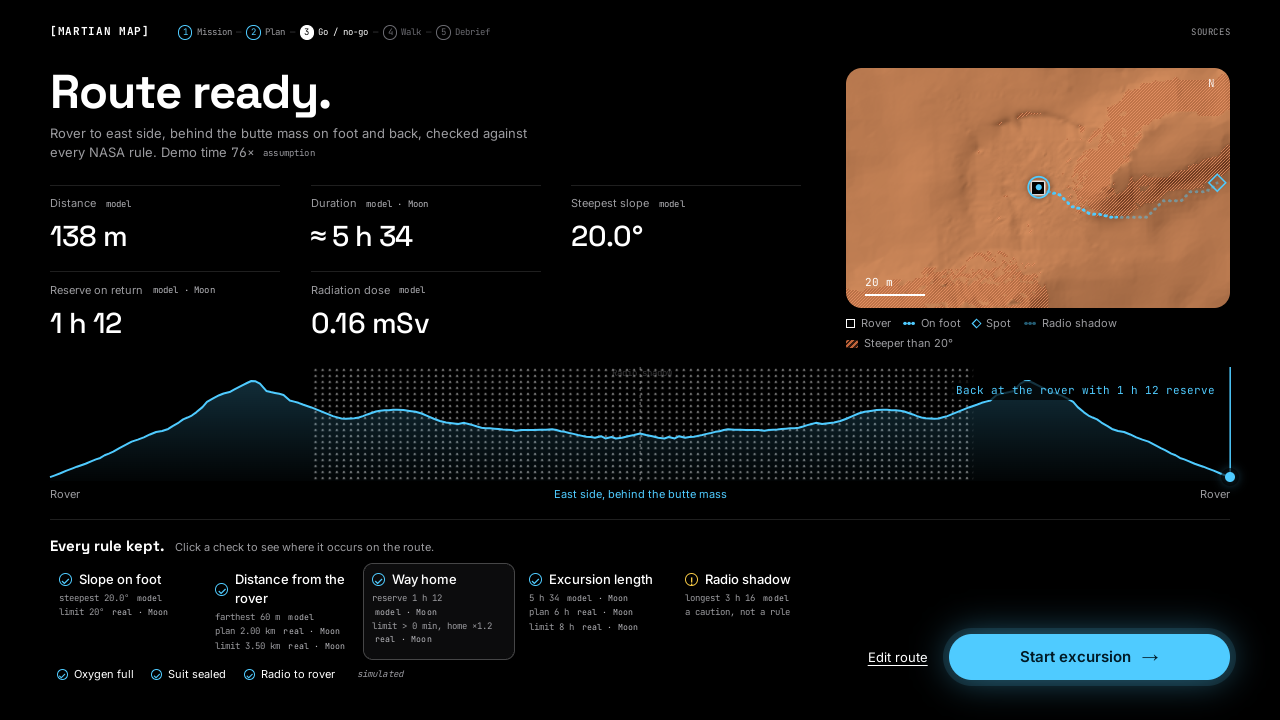 [MARTIAN MAP]
1 Mission – 2 Plan – 3 Go / no-go – 4 Walk – 5 Debrief
SOURCES
Route ready.
Rover to east side, behind the butte mass on foot and back, checked against
every NASA rule. Demo time 76× assumption
Distance model
138 m
Duration model · Moon
≈ 5 h 34
Steepest slope model
20.0°
Reserve on return model · Moon
1 h 12
Radiation dose model
0.16 mSv
N
20 m
Rover On foot Spot Radio shadow
Steeper than 20°
Back at the rover with 1 h 12 reserve
Rover
East side, behind the butte mass
Rover
Every rule kept. Click a check to see where it occurs on the route.
Slope on foot
steepest 20.0° model
limit 20° real · Moon
Distance from the
rover
farthest 60 m model
plan 2.00 km real · Moon
limit 3.50 km real · Moon
Way home
reserve 1 h 12
model · Moon
limit > 0 min, home ×1.2
real · Moon
Excursion length
5 h 34 model · Moon
plan 6 h real · Moon
limit 8 h real · Moon
Radio shadow
longest 3 h 16 model
a caution, not a rule
Oxygen full Suit sealed Radio to rover simulated
Edit route
Start excursion →